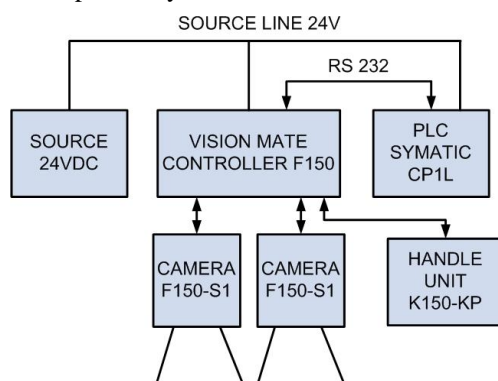 SOURCE LINE 24V
RS 232
SOURCE
24VDC
VISION MATE
CONTROLLER F150
PLC
SYMATIC
CP1L
CAMERA
F150-S1
CAMERA
F150-S1
HANDLE
UNIT
K150-KP